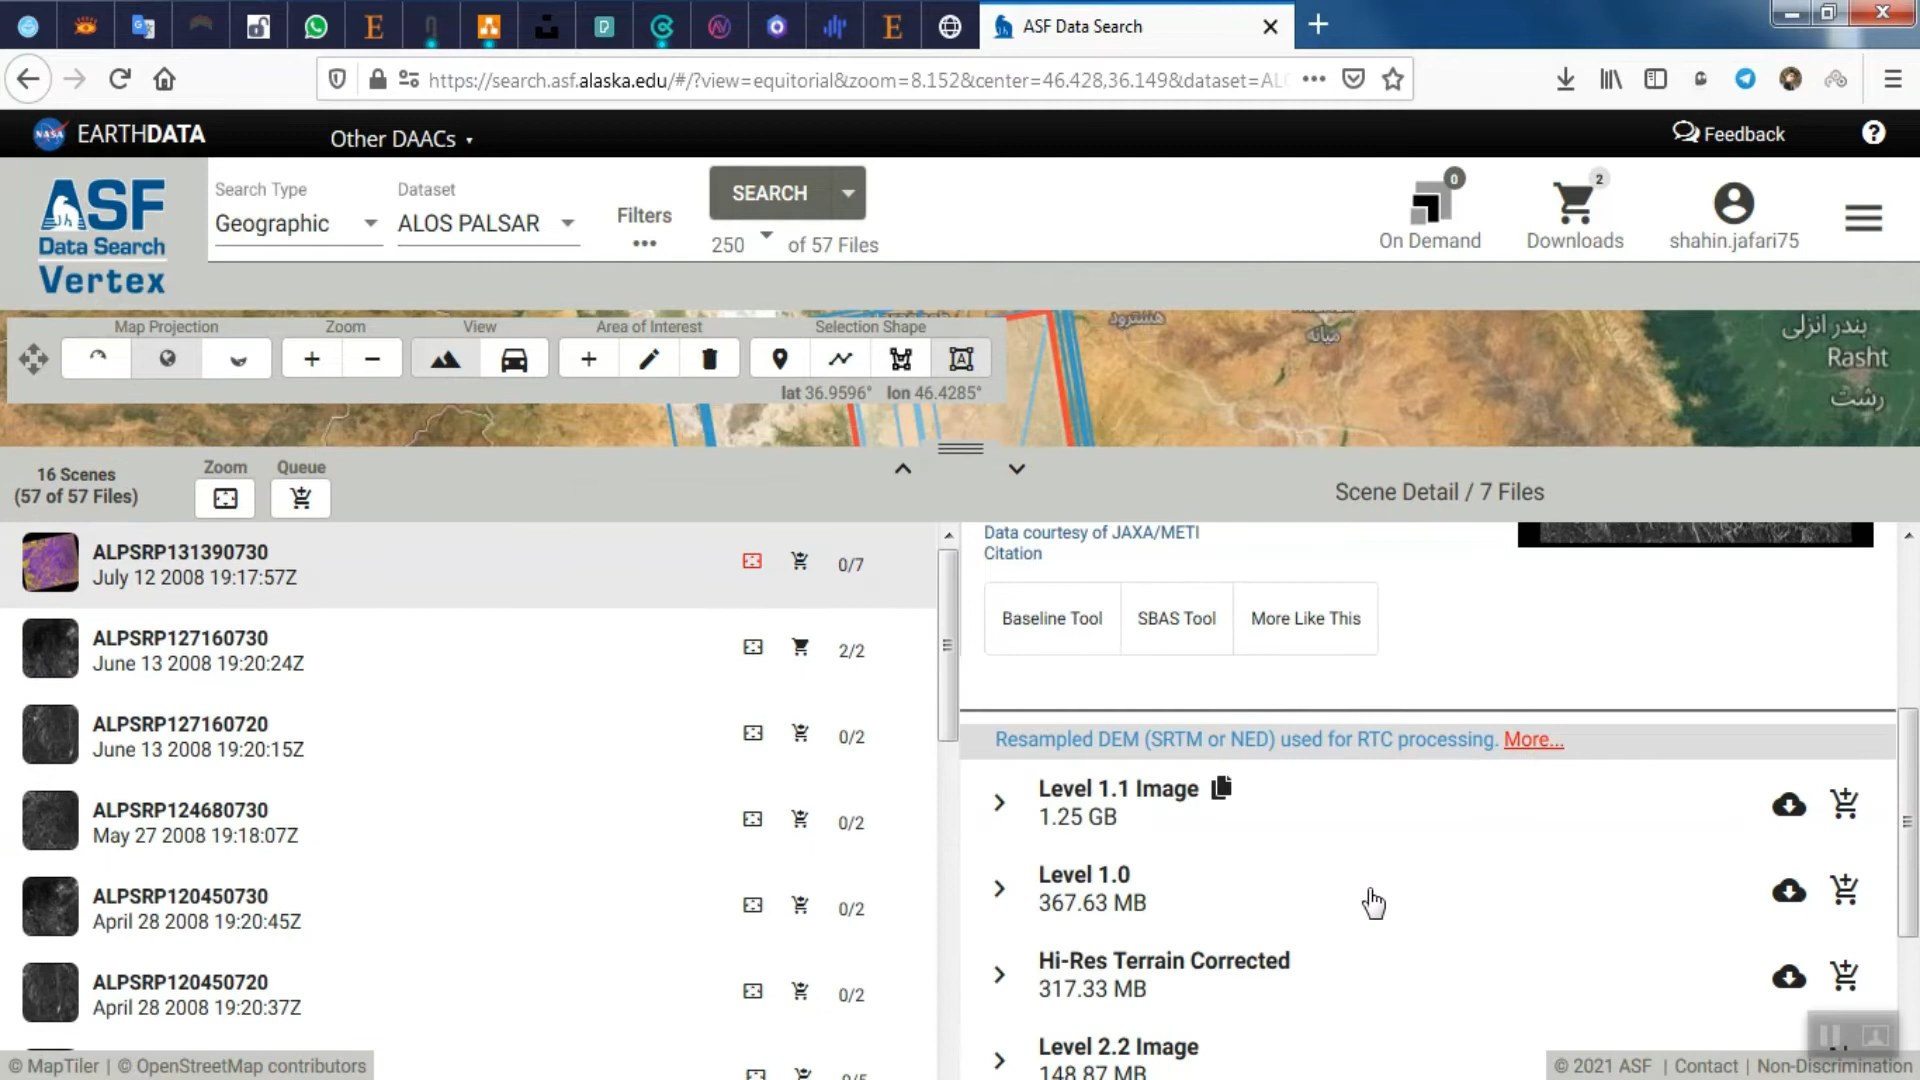 ASF Data Search
https://search.asf.alaska.edu/#/?view=equitorial&zoom=8.152&center=46.428,36.149&dataset=AL
NASA EARTHDATA
Other DAACs
Feedback
ASF
Data Search
Vertex
Search Type
Geographic
Dataset
ALOS PALSAR
Filters
SEARCH
250 of 57 Files
0
On Demand
2
Downloads
shahin.jafari75
Map Projection
Zoom
View
Area of Interest
Selection Shape
lat 36.9596° lon 46.4285°
هشترود
میانه
بندر انزلی
Rasht
رشت
16 Scenes
(57 of 57 Files)
Zoom
Queue
Scene Detail / 7 Files
ALPSRP131390730
July 12 2008 19:17:57Z
0/7
ALPSRP127160730
June 13 2008 19:20:24Z
2/2
ALPSRP127160720
June 13 2008 19:20:15Z
0/2
ALPSRP124680730
May 27 2008 19:18:07Z
0/2
ALPSRP120450730
April 28 2008 19:20:45Z
0/2
ALPSRP120450720
April 28 2008 19:20:37Z
0/2
0/5
Data courtesy of JAXA/METI
Citation
Baseline Tool
SBAS Tool
More Like This
Resampled DEM (SRTM or NED) used for RTC processing. More...
Level 1.1 Image
1.25 GB
Level 1.0
367.63 MB
Hi-Res Terrain Corrected
317.33 MB
Level 2.2 Image
148.87 MB
© MapTiler | © OpenStreetMap contributors
© 2021 ASF | Contact | Non-Discrimination